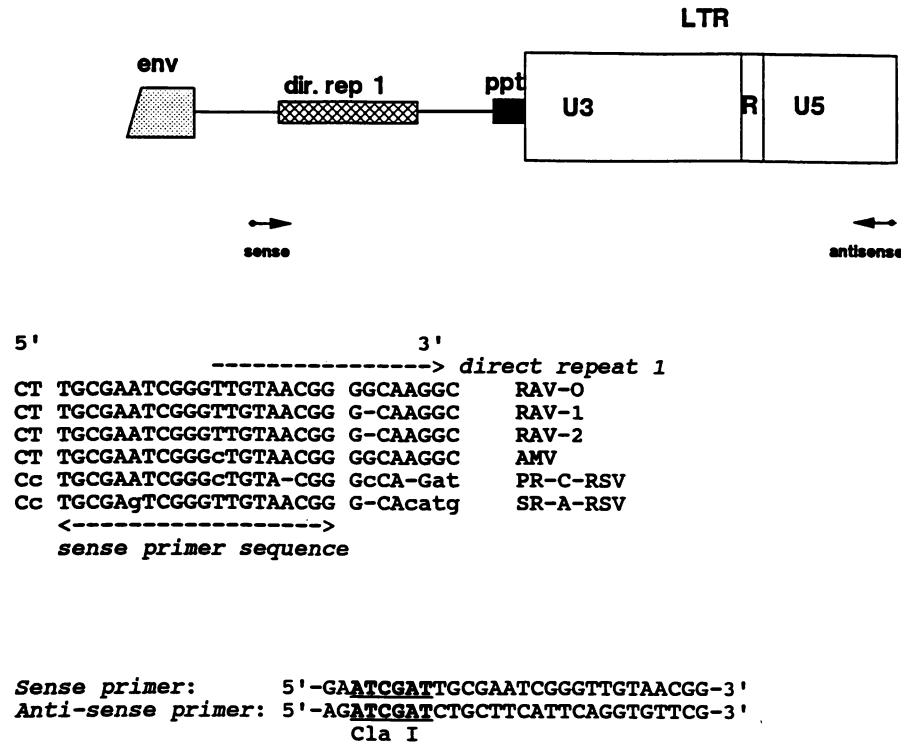 LTR
env
dir. rep 1
ppt
U3
R
U5
sense
antisense
5' 3'
----------------> direct repeat 1
CT TGCGAATCGGGTTGTAACGG GGCAAGGC RAV-O
CT TGCGAATCGGGTTGTAACGG G-CAAGGC RAV-1
CT TGCGAATCGGGTTGTAACGG G-CAAGGC RAV-2
CT TGCGAATCGGGcTGTAACGG GGCAAGGC AMV
Cc TGCGAATCGGGcTGTA-CGG GcCA-Gat PR-C-RSV
Cc TGCGAgTCGGGTTGTAACGG G-CAcatg SR-A-RSV
<------------------>
sense primer sequence
Sense primer: 5'-GAATCGATTGCGAATCGGGTTGTAACGG-3'
Anti-sense primer: 5'-AGATCGATCTGCTTCATTCAGGTGTTCG-3'
Cla I